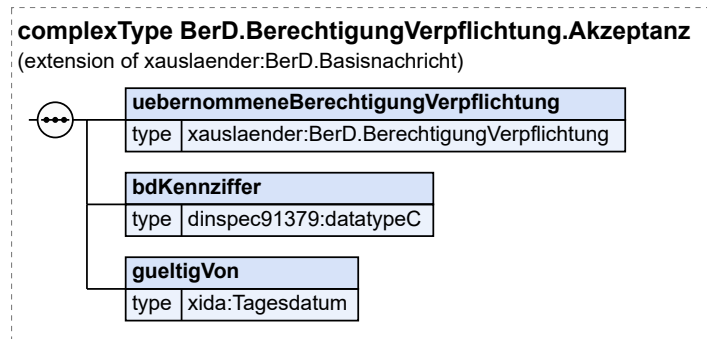 complexType BerD.BerechtigungVerpflichtung.Akzeptanz
(extension of xauslaender:BerD.Basisnachricht)
uebernommeneBerechtigungVerpflichtung
type xauslaender:BerD.BerechtigungVerpflichtung
bdKennziffer
type dinspec91379:datatypeC
gueltigVon
type xida:Tagesdatum